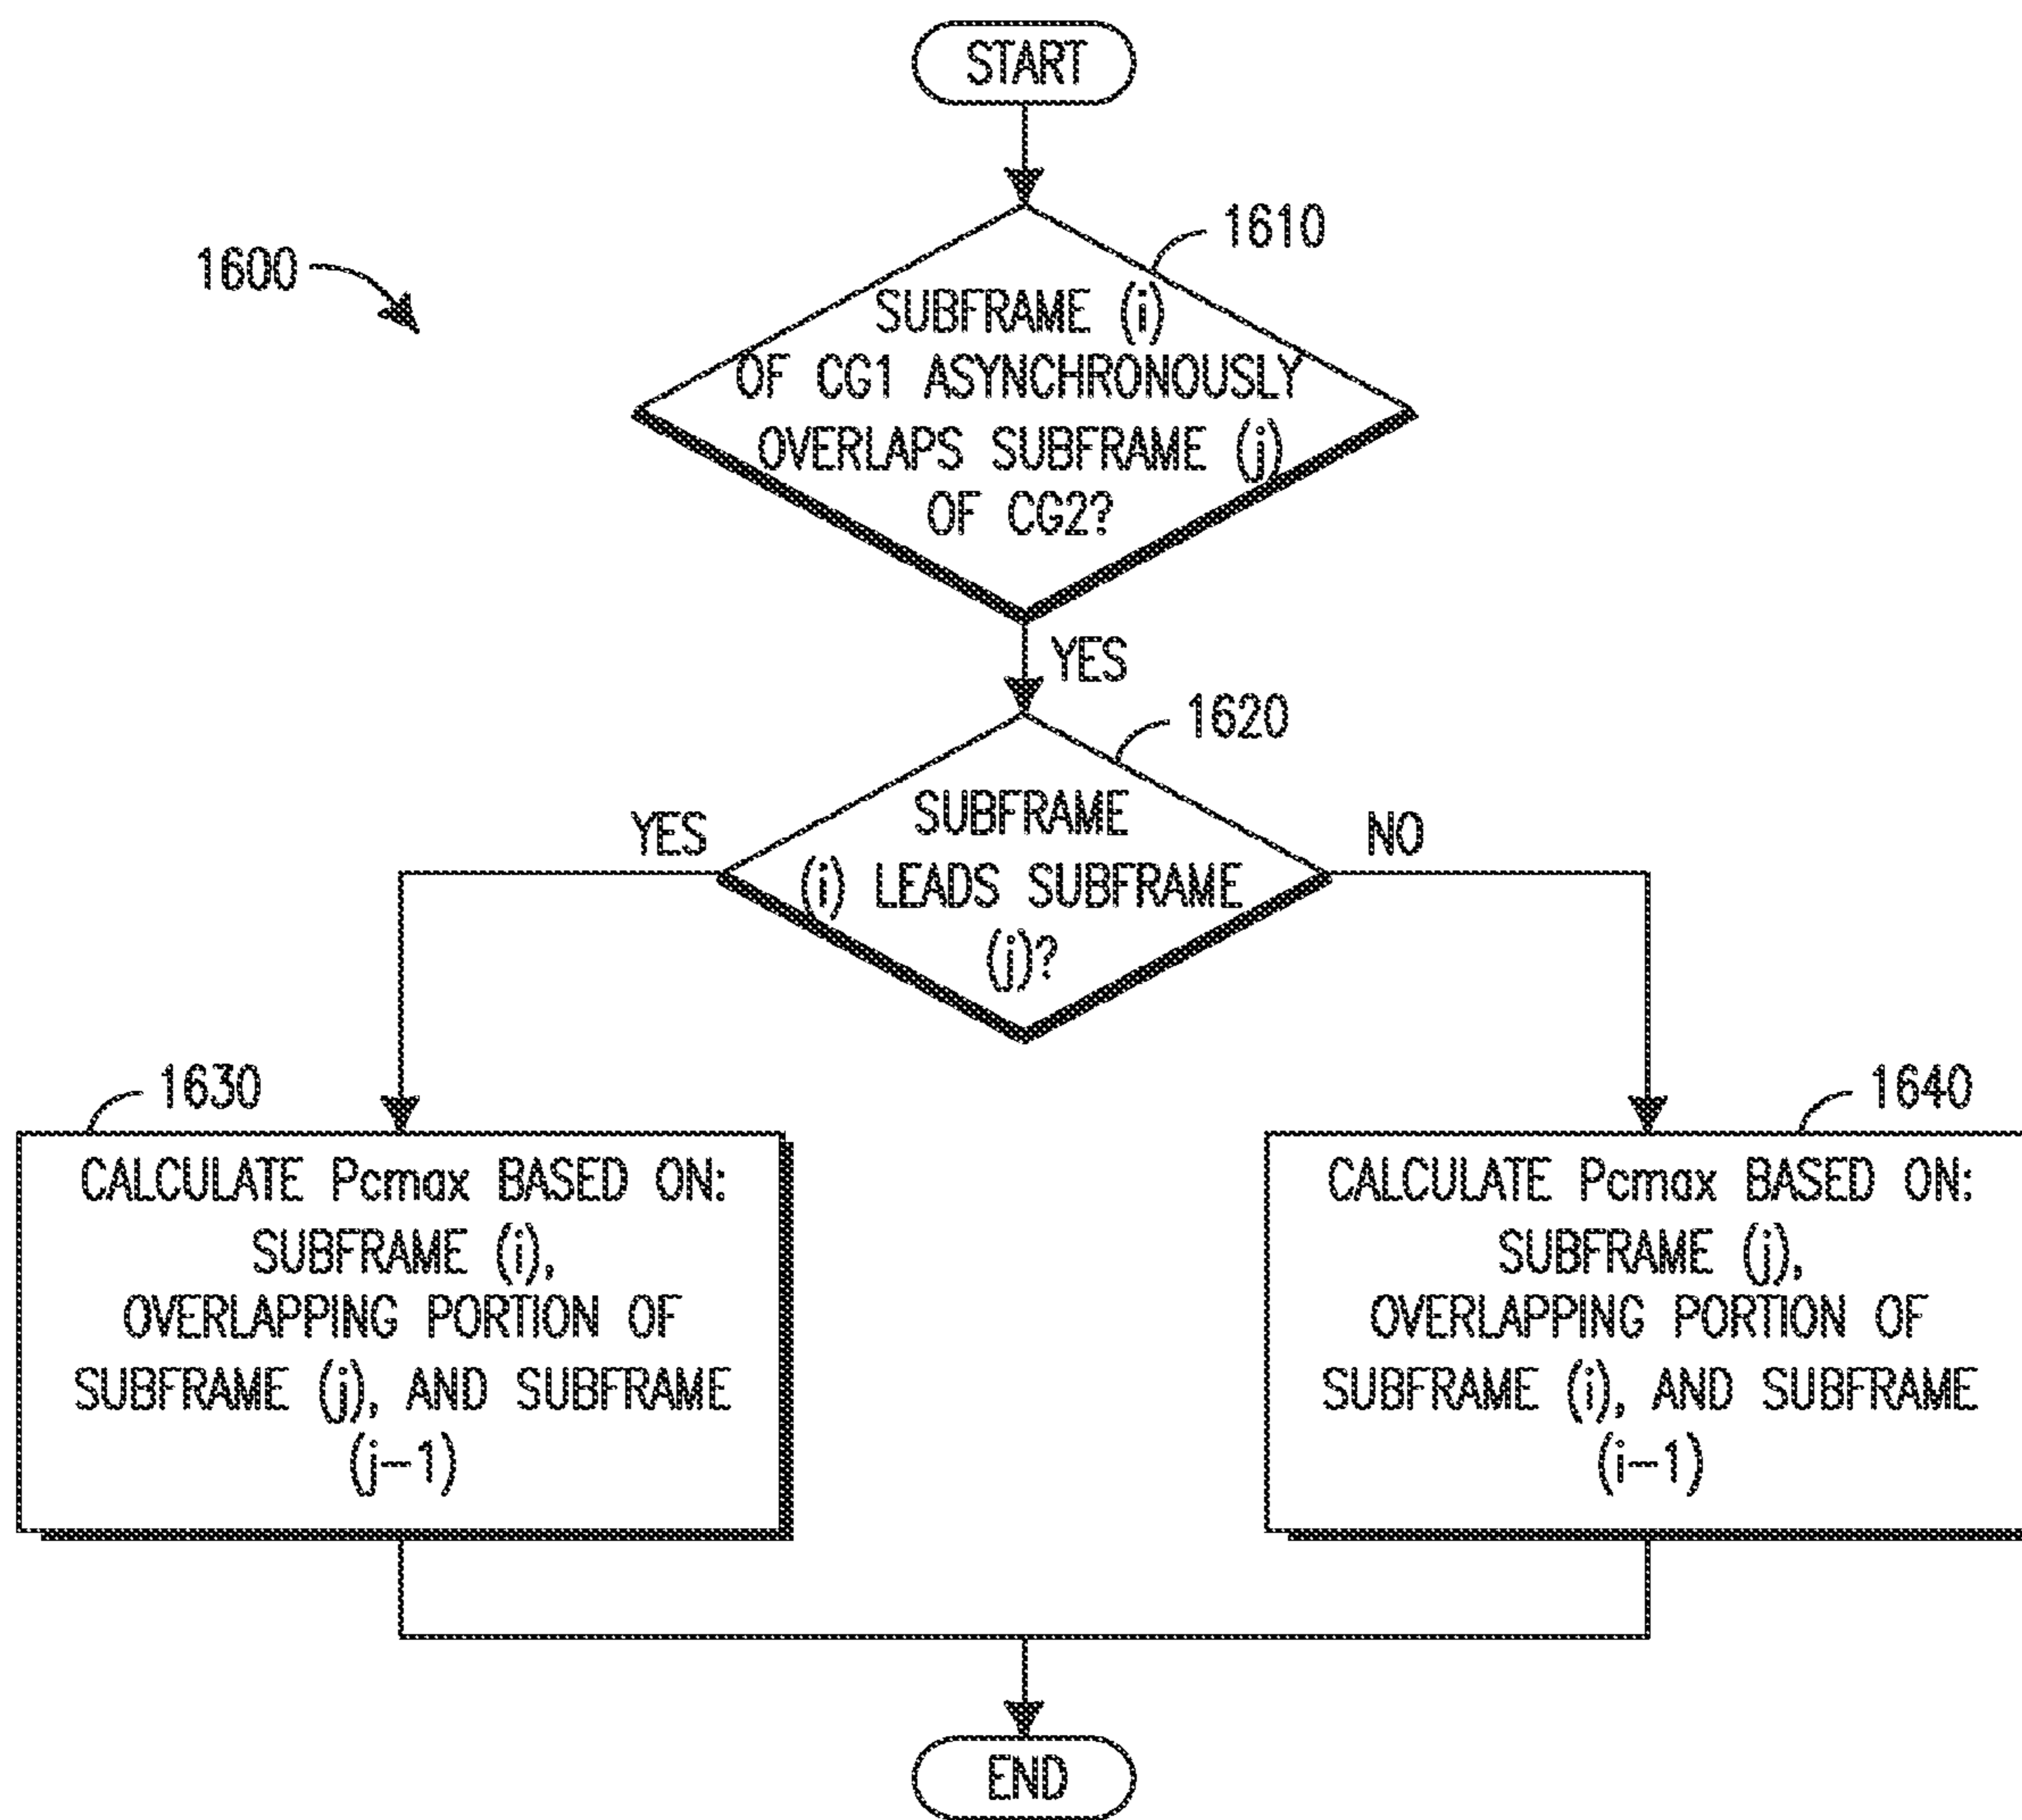 START
1600
1610
SUBFRAME (i)
OF CG1 ASYNCHRONOUSLY
OVERLAPS SUBFRAME (j)
OF CG2?
YES
1620
SUBFRAME
(i) LEADS SUBFRAME
(j)?
YES
NO
1630
CALCULATE Pcmax BASED ON:
SUBFRAME (i),
OVERLAPPING PORTION OF
SUBFRAME (j), AND SUBFRAME
(j-1)
1640
CALCULATE Pcmax BASED ON:
SUBFRAME (j),
OVERLAPPING PORTION OF
SUBFRAME (i), AND SUBFRAME
(i-1)
END